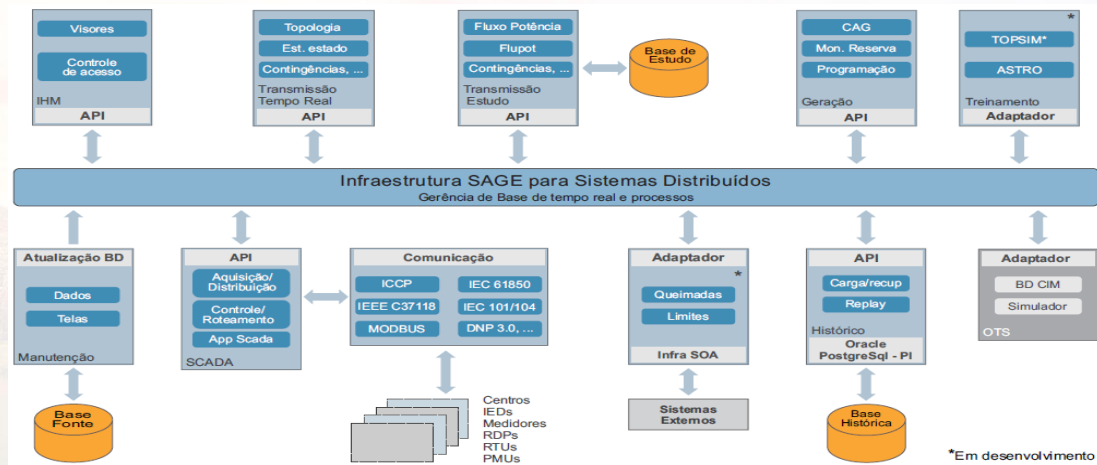 Visores
Controle
de acesso
IHM
API
Topologia
Est. estado
Contingências, ...
Transmissão
Tempo Real
API
Fluxo Potência
Flupot
Contingências, ...
Transmissão
Estudo
API
Base de
Estudo
CAG
Mon. Reserva
Programação
Geração
API
*
TOPSIM*
ASTRO
Treinamento
Adaptador
Infraestrutura SAGE para Sistemas Distribuídos
Gerência de Base de tempo real e processos
Atualização BD
Dados
Telas
Manutenção
Base
Fonte
API
Aquisição/
Distribuição
Controle/
Roteamento
App Scada
SCADA
Comunicação
ICCP
IEC 61850
IEEE C37118
IEC 101/104
MODBUS
DNP 3.0, ...
Centros
IEDs
Medidores
RDPs
RTUs
PMUs
Adaptador
*
Queimadas
Limites
Infra SOA
Sistemas
Externos
API
Carga/recup
Replay
Histórico
Oracle
PostgreSql - PI
Base
Histórica
Adaptador
BD CIM
Simulador
OTS
*Em desenvolvimento